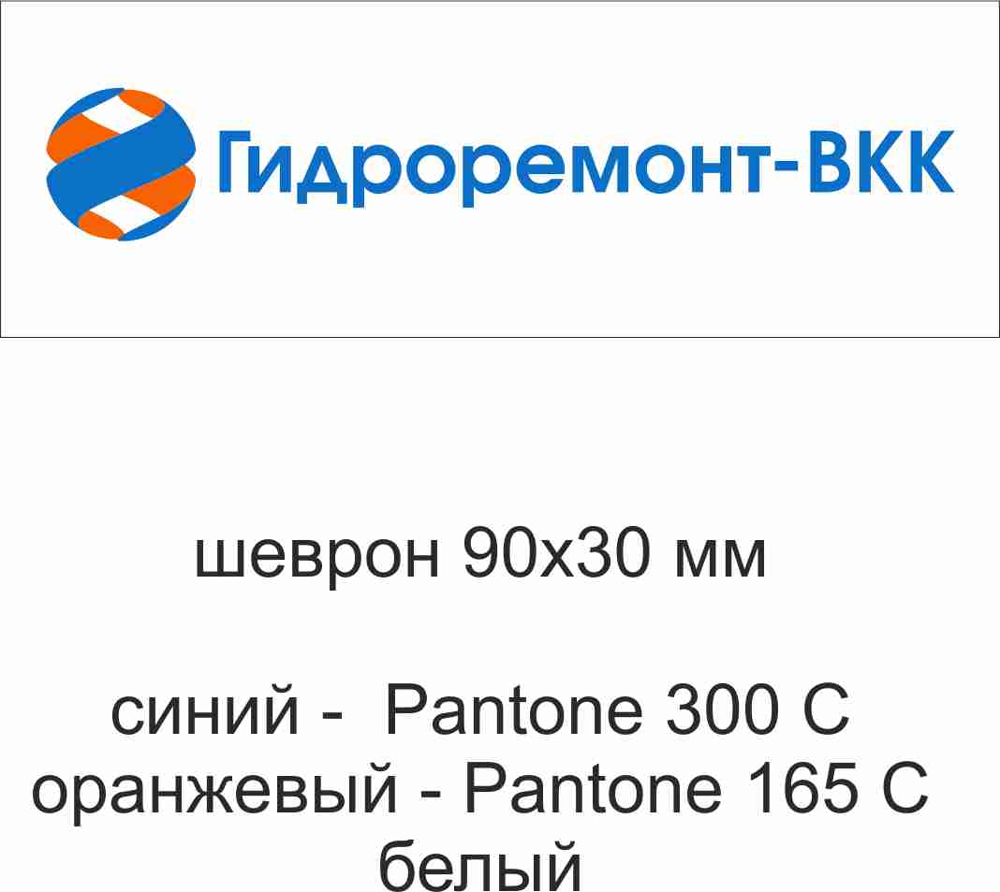 Гидроремонт-ВКК
шеврон 90х30 мм
синий - Pantone 300 C
оранжевый - Pantone 165 C
белый